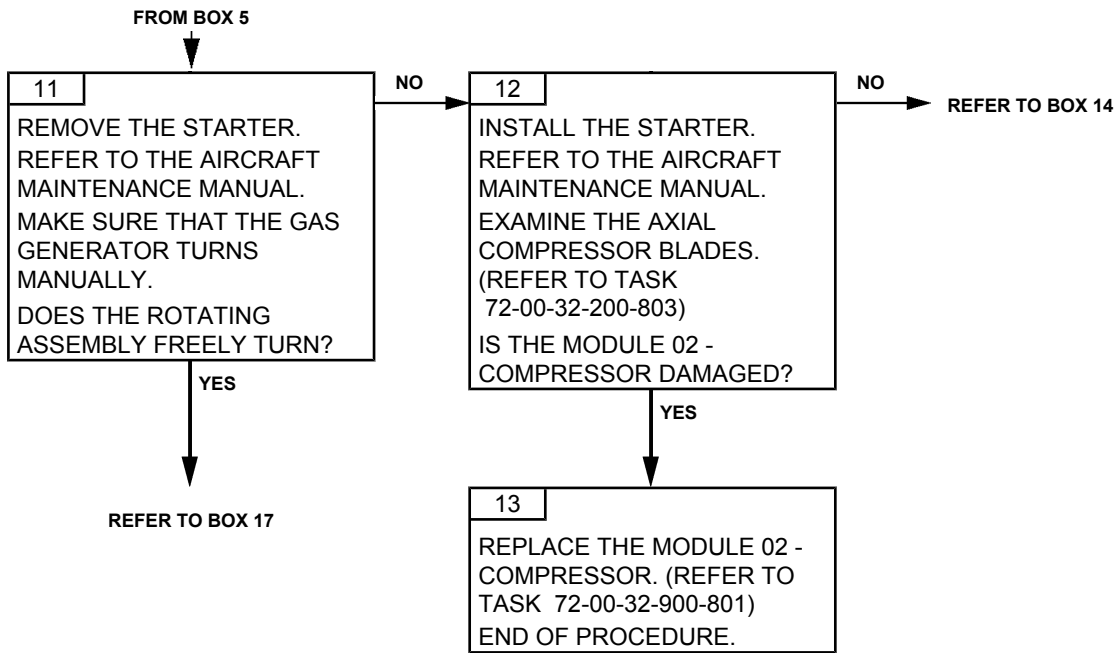 FROM BOX 5
11
REMOVE THE STARTER.
REFER TO THE AIRCRAFT
MAINTENANCE MANUAL.
MAKE SURE THAT THE GAS
GENERATOR TURNS
MANUALLY.
DOES THE ROTATING
ASSEMBLY FREELY TURN?
NO
YES
REFER TO BOX 17
12
INSTALL THE STARTER.
REFER TO THE AIRCRAFT
MAINTENANCE MANUAL.
EXAMINE THE AXIAL
COMPRESSOR BLADES.
(REFER TO TASK
72-00-32-200-803)
IS THE MODULE 02 -
COMPRESSOR DAMAGED?
NO
REFER TO BOX 14
YES
13
REPLACE THE MODULE 02 -
COMPRESSOR. (REFER TO
TASK 72-00-32-900-801)
END OF PROCEDURE.